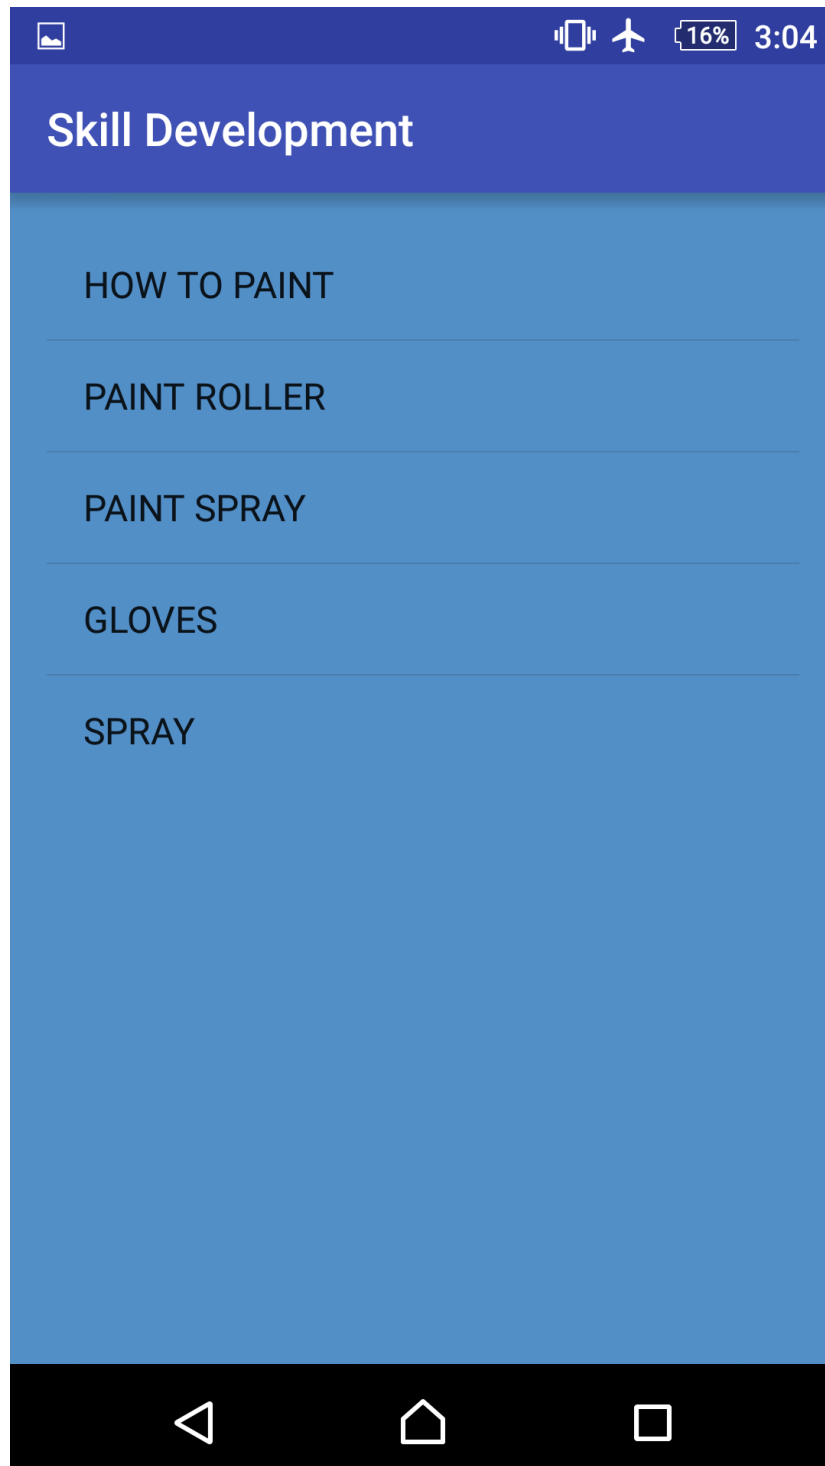 16% 3:04
Skill Development
HOW TO PAINT
PAINT ROLLER
PAINT SPRAY
GLOVES
SPRAY